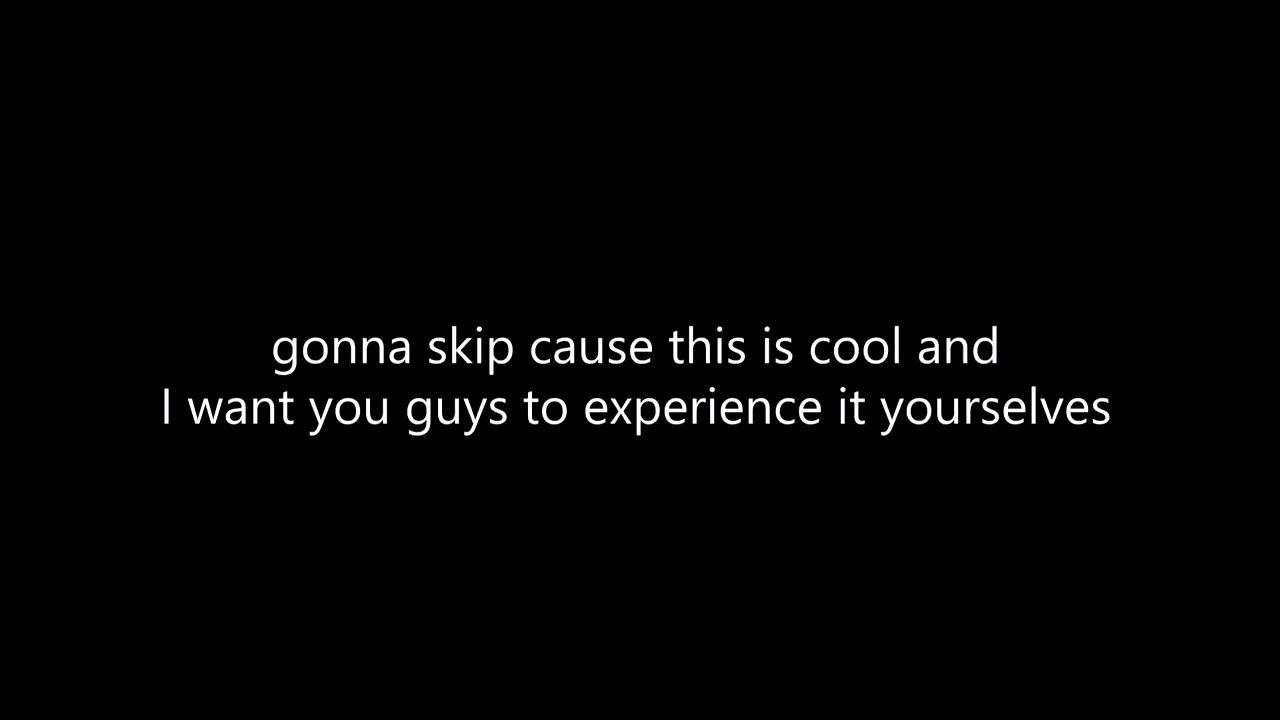 gonna skip cause this is cool and
I want you guys to experience it yourselves